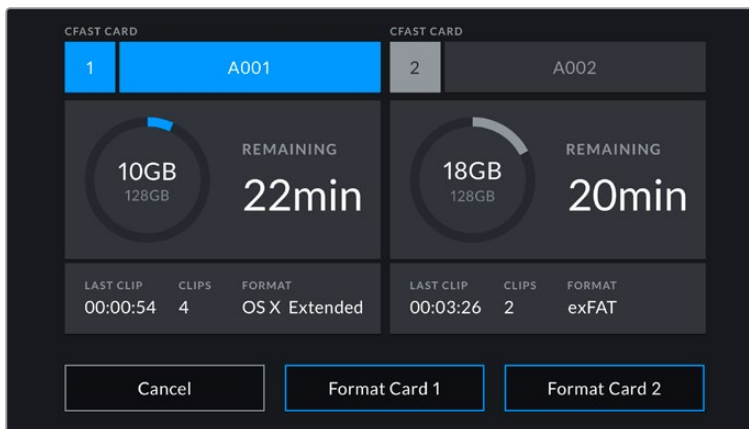 CFAST CARD
1 A001
10GB
128GB
REMAINING
22min
LAST CLIP CLIPS FORMAT
00:00:54 4 OS X Extended
CFAST CARD
2 A002
18GB
128GB
REMAINING
20min
LAST CLIP CLIPS FORMAT
00:03:26 2 exFAT
Cancel
Format Card 1
Format Card 2